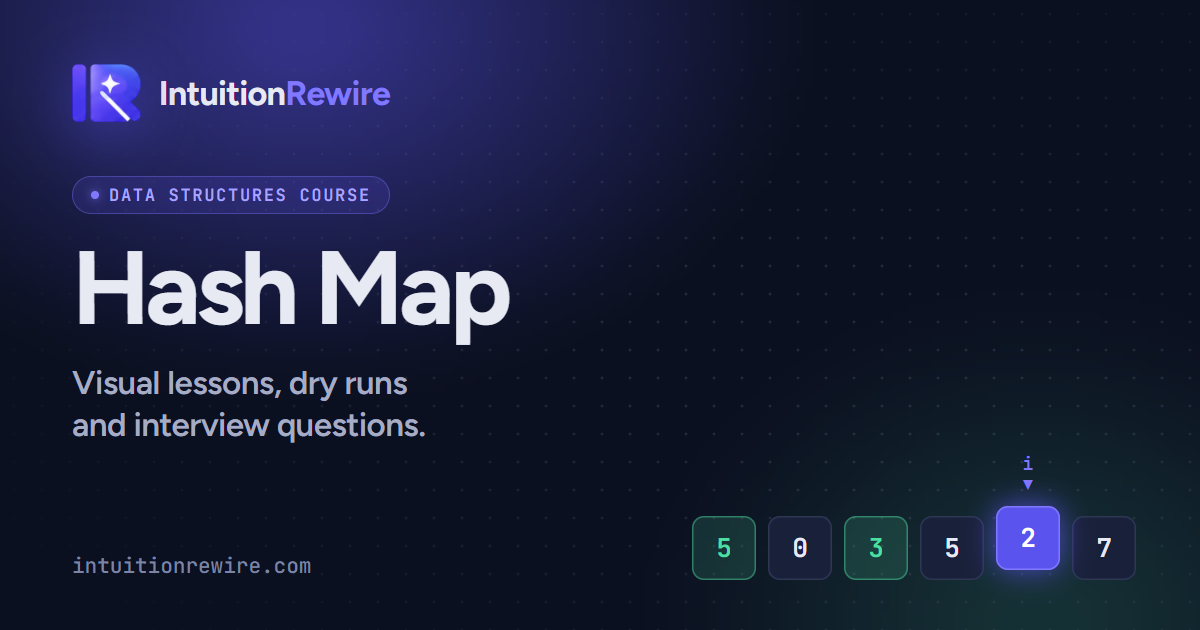 IntuitionRewire
DATA STRUCTURES COURSE
Hash Map
Visual lessons, dry runs
and interview questions.
i
5 0 3 5 2 7
intuitionrewire.com